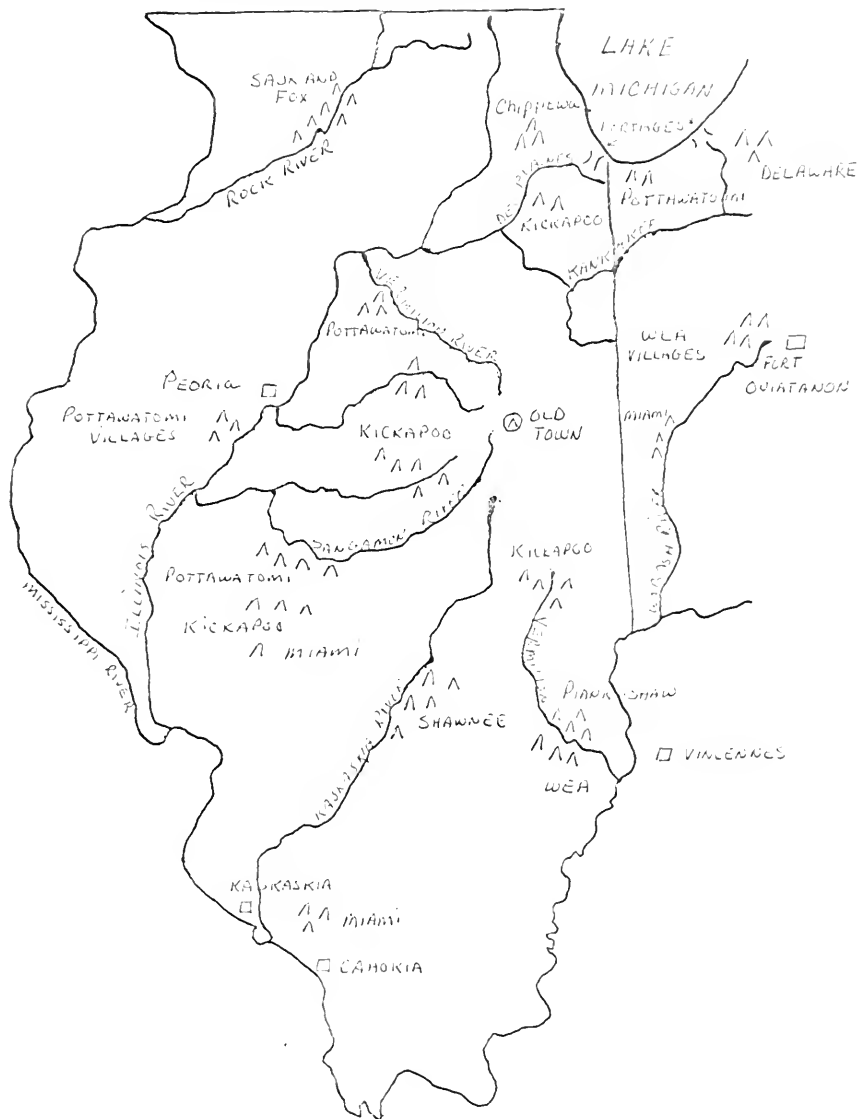 LAKE
MICHIGAN
SAUK AND
FOX
CHIPPEWA
PORTAGES
DELAWARE
ROCK RIVER
DES PLANES
POTTAWATOMI
KICKAPOO
KANKAKEE
VERMILION RIVER
POTTAWATOMI
WEA
VILLAGES
FORT
OUIATANON
PEORIA
MIAMI
POTTAWATOMI
VILLAGES
OLD
TOWN
KICKAPOO
ILLINOIS RIVER
SANGAMON RIVER
WABASH RIVER
KICKAPOO
POTTAWATOMI
MISSISSIPPI RIVER
KICKAPOO
MIAMI
PIANKASHAW
SHAWNEE
KASKASKIA RIVER
VINCENNES
WEA
KASKASKIA
MIAMI
CAHOKIA